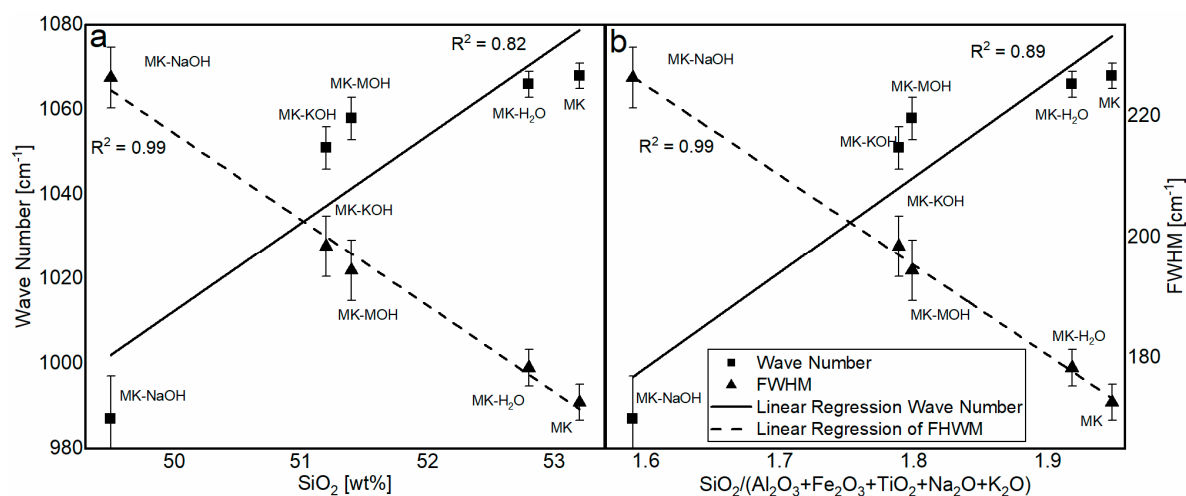 1080
1060
1040
1020
1000
980
Wave Number [cm⁻¹]
a
MK-NaOH
R² = 0.82
MK-MOH
MK-KOH
MK-H₂O
MK
R² = 0.99
MK-KOH
MK-MOH
MK-NaOH
MK-H₂O
MK
50
51
52
53
SiO₂ [wt%]
b
MK-NaOH
R² = 0.89
MK-MOH
MK-KOH
MK-H₂O
MK
R² = 0.99
MK-KOH
MK-MOH
MK-H₂O
MK-NaOH
MK
Wave Number
FWHM
Linear Regression Wave Number
Linear Regression of FHWM
1.6
1.7
1.8
1.9
SiO₂/(Al₂O₃+Fe₂O₃+TiO₂+Na₂O+K₂O)
220
200
180
FWHM [cm⁻¹]